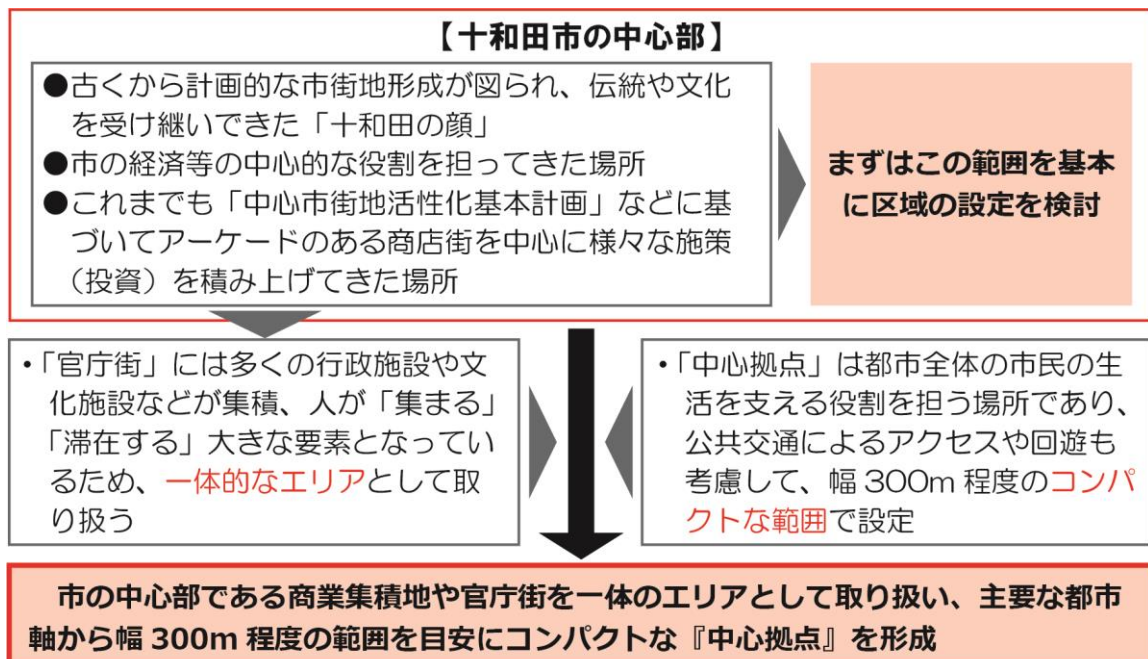 【十和田市の中心部】
●古くから計画的な市街地形成が図られ、伝統や文化
を受け継いできた「十和田の顔」
●市の経済等の中心的な役割を担ってきた場所
●これまでも「中心市街地活性化基本計画」などに基
づいてアーケードのある商店街を中心に様々な施策
（投資）を積み上げてきた場所
まずはこの範囲を基本
に区域の設定を検討
・「官庁街」には多くの行政施設や文
化施設などが集積、人が「集まる」
「滞在する」大きな要素となってい
るため、一体的なエリアとして取
り扱う
・「中心拠点」は都市全体の市民の生
活を支える役割を担う場所であり、
公共交通によるアクセスや回遊も
考慮して、幅 300m 程度のコンパ
クトな範囲で設定
市の中心部である商業集積地や官庁街を一体のエリアとして取り扱い、主要な都市
軸から幅 300m 程度の範囲を目安にコンパクトな『中心拠点』を形成